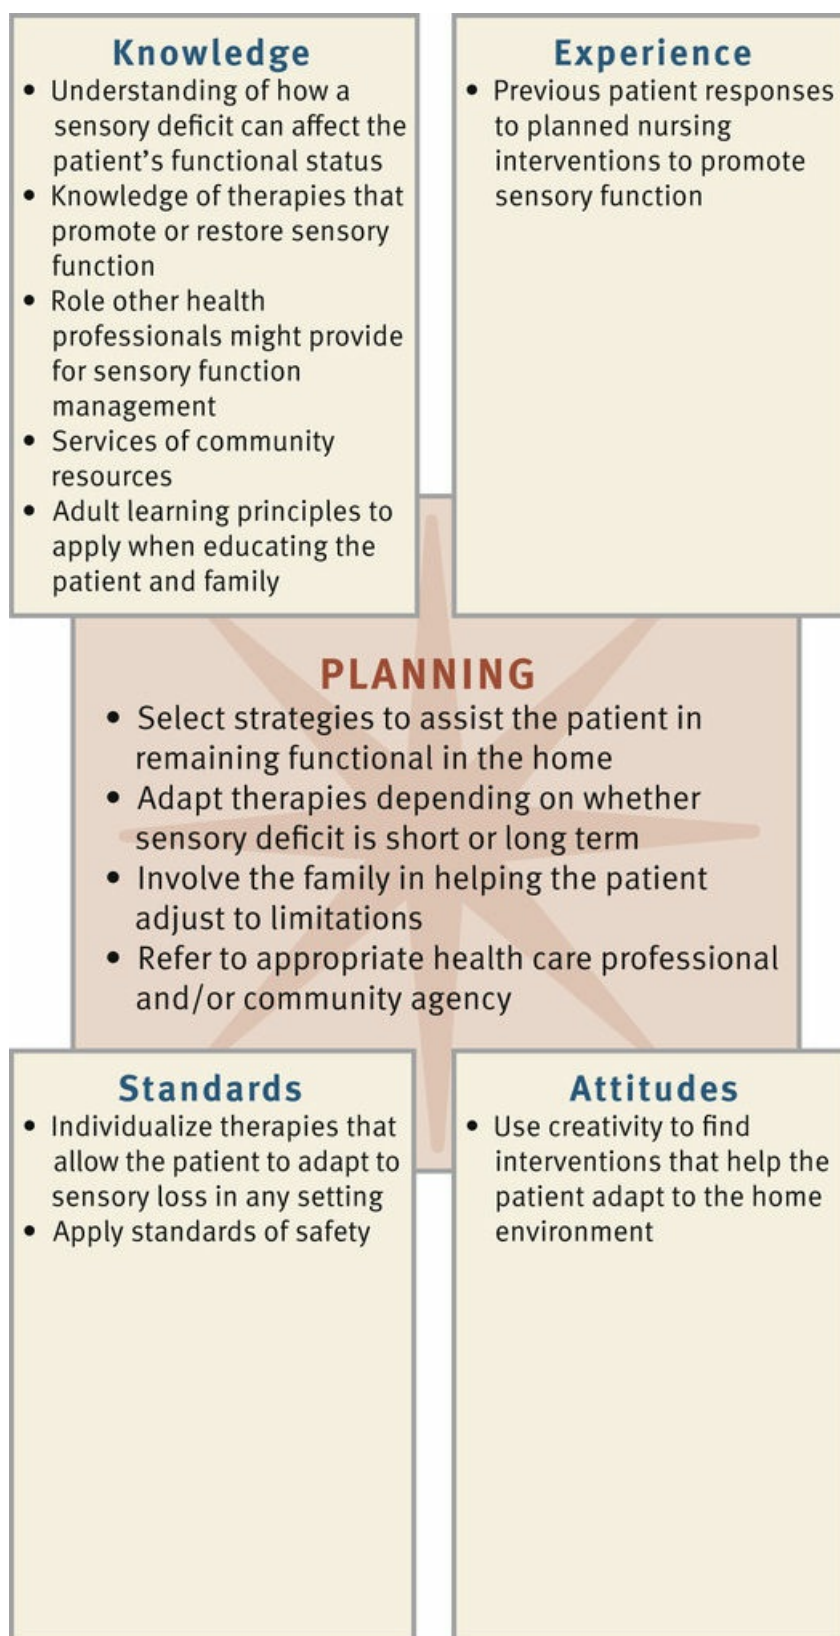 Knowledge
• Understanding of how a
sensory deficit can affect the
patient's functional status
• Knowledge of therapies that
promote or restore sensory
function
• Role other health
professionals might provide
for sensory function
management
• Services of community
resources
• Adult learning principles to
apply when educating the
patient and family
Experience
• Previous patient responses
to planned nursing
interventions to promote
sensory function
PLANNING
• Select strategies to assist the patient in
remaining functional in the home
• Adapt therapies depending on whether
sensory deficit is short or long term
• Involve the family in helping the patient
adjust to limitations
• Refer to appropriate health care professional
and/or community agency
Standards
• Individualize therapies that
allow the patient to adapt to
sensory loss in any setting
• Apply standards of safety
Attitudes
• Use creativity to find
interventions that help the
patient adapt to the home
environment